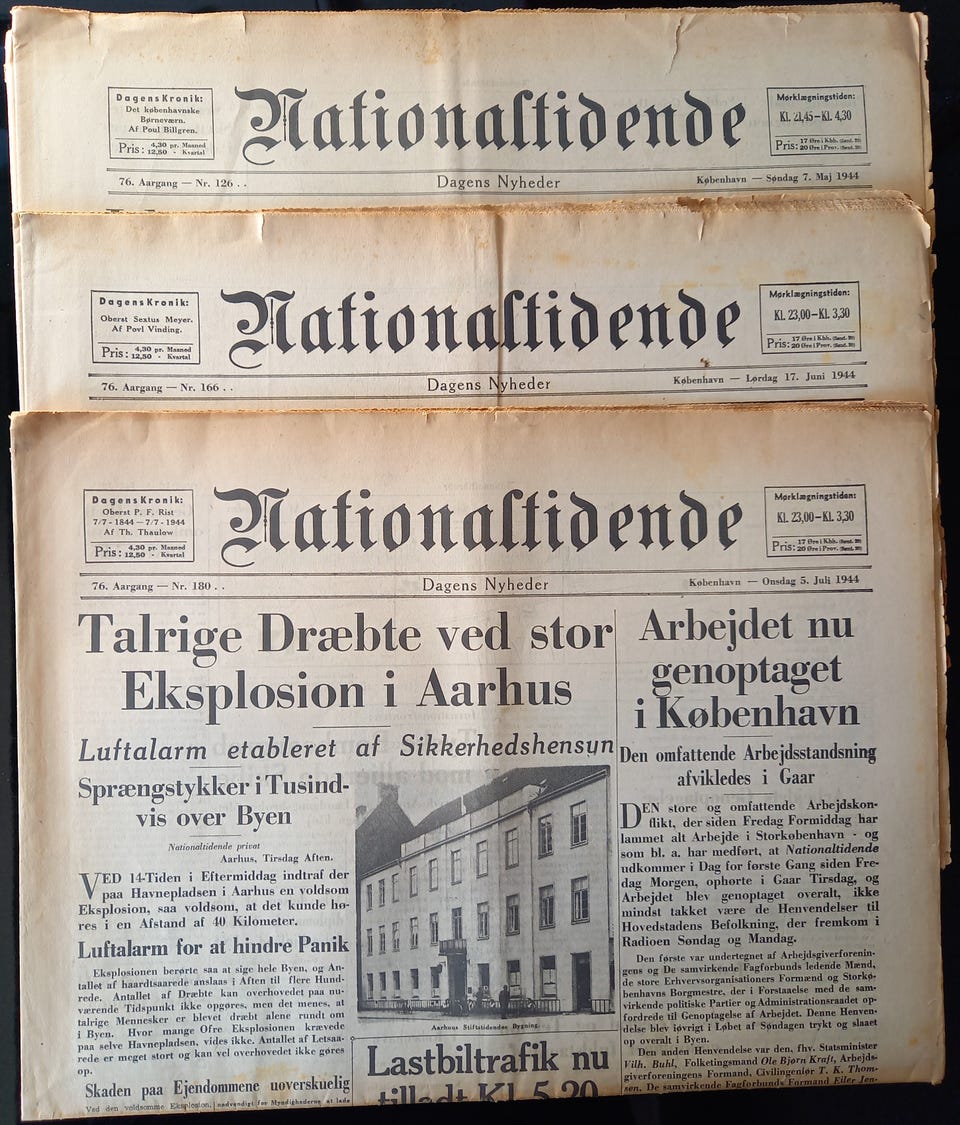 Dagens Kronik:
Det københavnske
Børneværn.
Af Poul Billgren.
Pris: 4,30 pr. Maaned
12,50 - Kvartal
Nationaltidende
Mørklægningstiden:
Kl. 21,45-Kl. 4,30
Pris: 17 Øre i Kbh.
20 Øre i Prov.
76. Aargang — Nr. 126 . .
Dagens Nyheder
København — Søndag 7. Maj 1944
Dagens Kronik:
Oberst Sextus Meyer.
Af Povl Vinding.
Pris: 4,30 pr. Maaned
12,50 - Kvartal
Nationaltidende
Mørklægningstiden:
Kl. 23,00-Kl. 3,30
Pris: 17 Øre i Kbh.
20 Øre i Prov.
76. Aargang — Nr. 166 . .
Dagens Nyheder
København — Lørdag 17. Juni 1944
Dagens Kronik:
Oberst P. F. Rist
7/7 - 1844 — 7/7 - 1944
Af Th. Thaulow
Pris: 4,30 pr. Maaned
12,50 - Kvartal
Nationaltidende
Mørklægningstiden:
Kl. 23,00-Kl. 3,30
Pris: 17 Øre i Kbh.
20 Øre i Prov.
76. Aargang — Nr. 180 . .
Dagens Nyheder
København — Onsdag 5. Juli 1944
Talrige Dræbte ved stor
Eksplosion i Aarhus
Luftalarm etableret af Sikkerhedshensyn
Sprængstykker i Tusind-
vis over Byen
Nationaltidende privat
Aarhus, Tirsdag Aften.
VED 14-Tiden i Eftermiddag indtraf der
paa Havnepladsen i Aarhus en voldsom
Eksplosion, saa voldsom, at det kunde hø-
res i en Afstand af 40 Kilometer.
Luftalarm for at hindre Panik
Eksplosionen berørte saa at sige hele Byen, og An-
tallet af haardtsaarede anslaas i Aften til flere Hund-
rede. Antallet af Dræbte kan overhovedet paa nu-
værende Tidspunkt ikke opgøres, men det menes, at
talrige Mennesker er blevet dræbt alene rundt om
i Byen. Hvor mange Ofre Eksplosionen krævede
paa selve Havnepladsen, vides ikke. Antallet af Letsaa-
rede er meget stort og kan vel overhovedet ikke gøres
op.
Skaden paa Ejendommene uoverskuelig
Ved den voldsomme Eksplosion,
nødvendigt for Myndighederne at lade
Aarhus Stiftstidendes Bygning.
Lastbiltrafik nu
tilladt Kl. 5-20
Arbejdet nu
genoptaget
i København
Den omfattende Arbejdsstandsning
afvikledes i Gaar
DEN store og omfattende Arbejdskon-
flikt, der siden Fredag Formiddag har
lammet alt Arbejde i Storkøbenhavn - og
som bl. a. har medført, at Nationaltidende
udkommer i Dag for første Gang siden Fre-
dag Morgen, ophørte i Gaar Tirsdag, og
Arbejdet blev genoptaget overalt, ikke
mindst takket være de Henvendelser til
Hovedstadens Befolkning, der fremkom i
Radioen Søndag og Mandag.
Den første var undertegnet af Arbejdsgiverforenin-
gens og De samvirkende Fagforbunds ledende Mænd,
de store Erhvervsorganisationers Formænd og Storkø-
benhavns Borgmestre, der i Forstaaelse med de sam-
virkende politiske Partier og Administrationsraadet op-
fordrede til Genoptagelse af Arbejdet. Denne Henven-
delse blev iøvrigt i Løbet af Søndagen trykt og slaaet
op overalt i Byen.
Den anden Henvendelse var den, fhv. Statsminister
Vilh. Buhl, Folketingsmand Ole Bjørn Kraft, Arbejds-
giverforeningens Formand, Civilingeniør T. K. Thom-
sen, De samvirkende Fagforbunds Formand Eiler Jen-